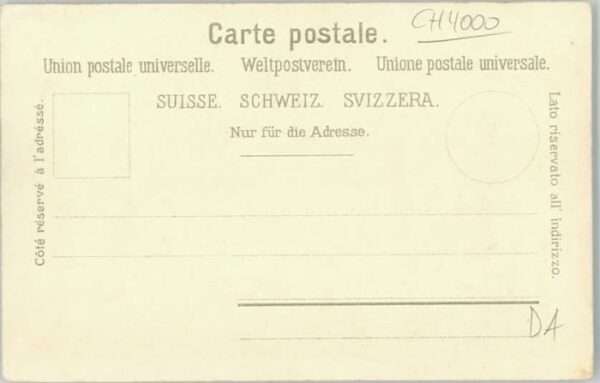 CH4000
Carte postale.
Union postale universelle. Weltpostverein. Unione postale universale.
SUISSE. SCHWEIZ. SVIZZERA.
Nur für die Adresse.
Côté réservé à l'adresse.
Lato riservato all' indirizzo.
DA